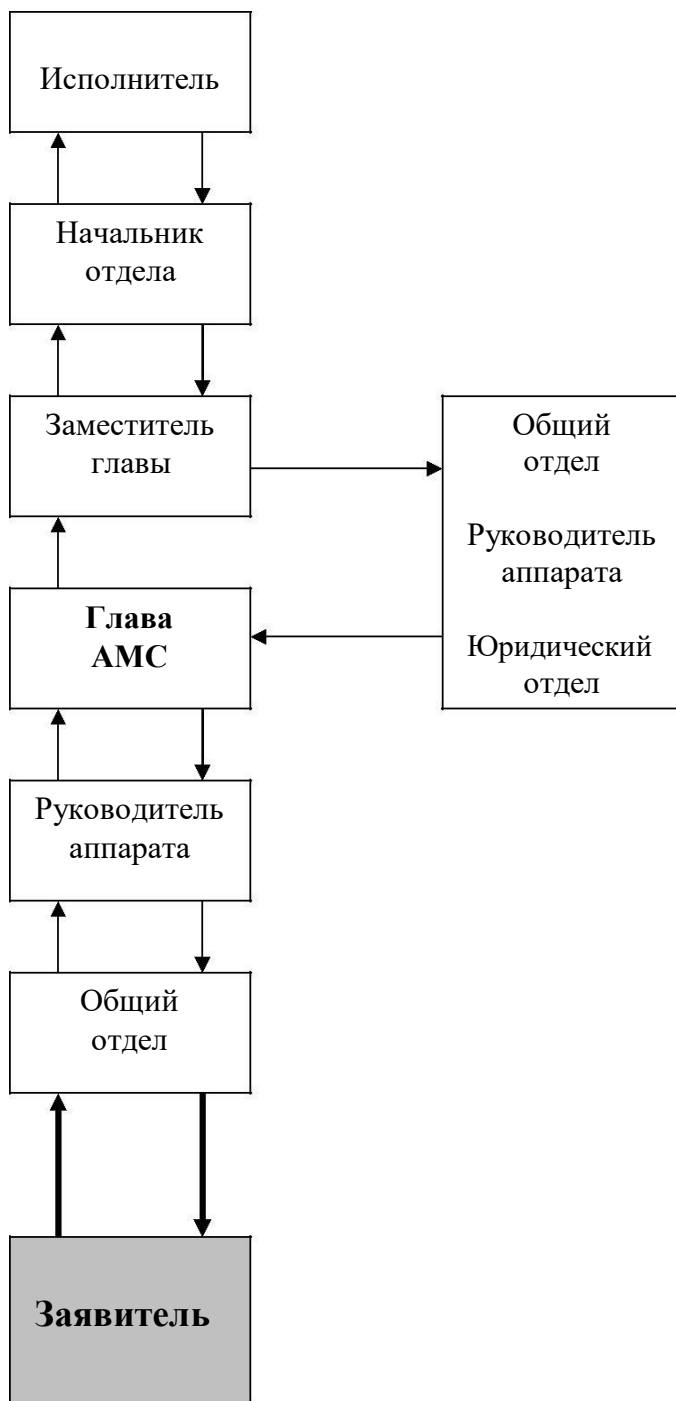 Исполнитель
Начальник
отдела
Заместитель
главы
Общий
отдел
Руководитель
аппарата
Юридический
отдел
Глава
АМС
Руководитель
аппарата
Общий
отдел
Заявитель